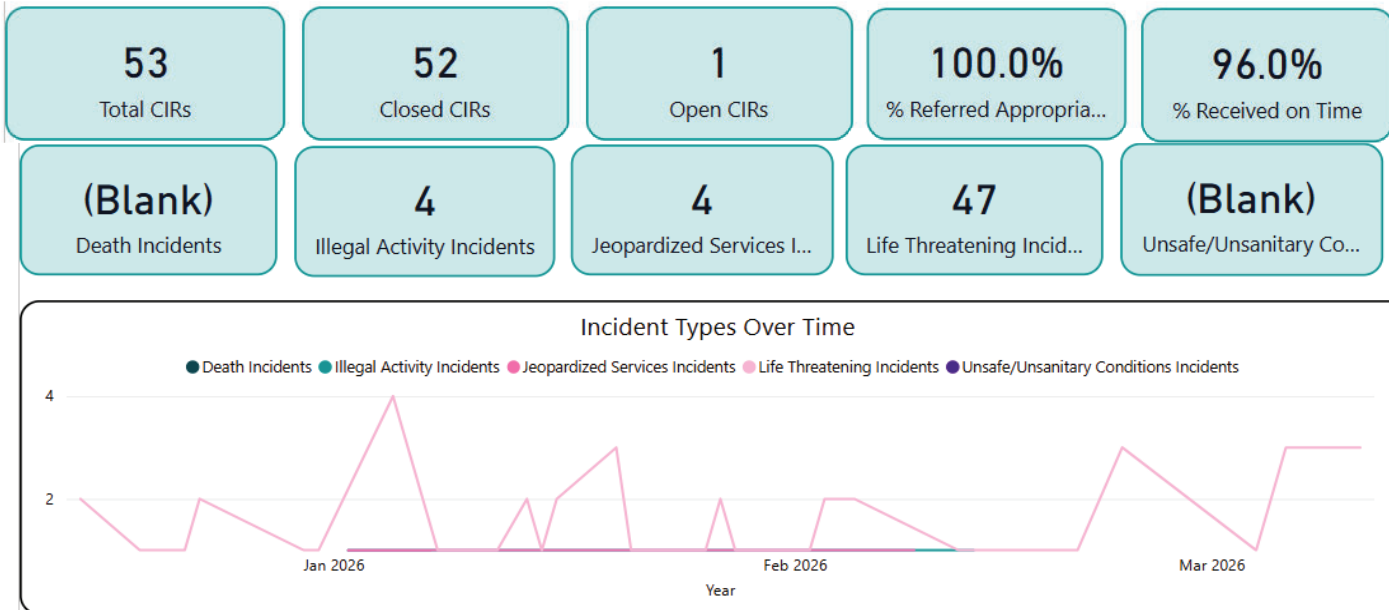 53
Total CIRs
52
Closed CIRs
1
Open CIRs
100.0%
% Referred Appropria...
96.0%
% Received on Time
(Blank)
Death Incidents
4
Illegal Activity Incidents
4
Jeopardized Services I...
47
Life Threatening Incid...
(Blank)
Unsafe/Unsanitary Co...
Incident Types Over Time
Death Incidents Illegal Activity Incidents Jeopardized Services Incidents Life Threatening Incidents Unsafe/Unsanitary Conditions Incidents
4
2
Jan 2026 Feb 2026 Mar 2026
Year